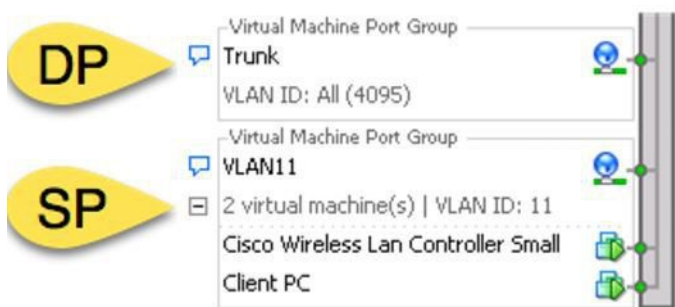 DP
Virtual Machine Port Group
Trunk
VLAN ID: All (4095)
SP
Virtual Machine Port Group
VLAN11
2 virtual machine(s) | VLAN ID: 11
Cisco Wireless Lan Controller Small
Client PC